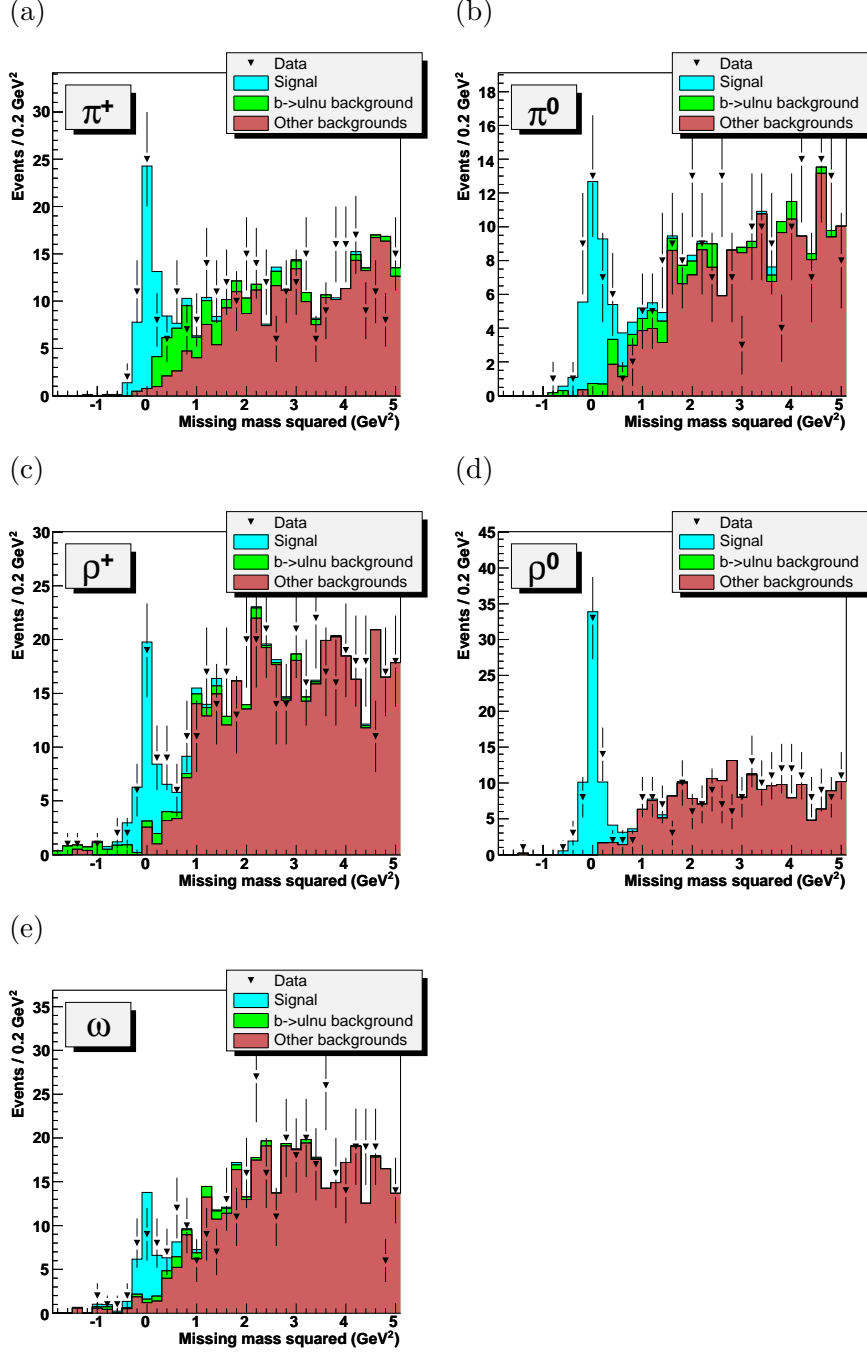 (a)
Data
Signal
b->ulnu background
Other backgrounds
π⁺
Events / 0.2 GeV²
35
30
25
20
15
10
5
0
-1 0 1 2 3 4 5
Missing mass squared (GeV²)
(b)
Data
Signal
b->ulnu background
Other backgrounds
π⁰
Events / 0.2 GeV²
18
16
14
12
10
8
6
4
2
0
-1 0 1 2 3 4 5
Missing mass squared (GeV²)
(c)
Data
Signal
b->ulnu background
Other backgrounds
ρ⁺
Events / 0.2 GeV²
30
25
20
15
10
5
0
-1 0 1 2 3 4 5
Missing mass squared (GeV²)
(d)
Data
Signal
b->ulnu background
Other backgrounds
ρ⁰
Events / 0.2 GeV²
45
40
35
30
25
20
15
10
5
0
-1 0 1 2 3 4 5
Missing mass squared (GeV²)
(e)
Data
Signal
b->ulnu background
Other backgrounds
ω
Events / 0.2 GeV²
35
30
25
20
15
10
5
0
-1 0 1 2 3 4 5
Missing mass squared (GeV²)